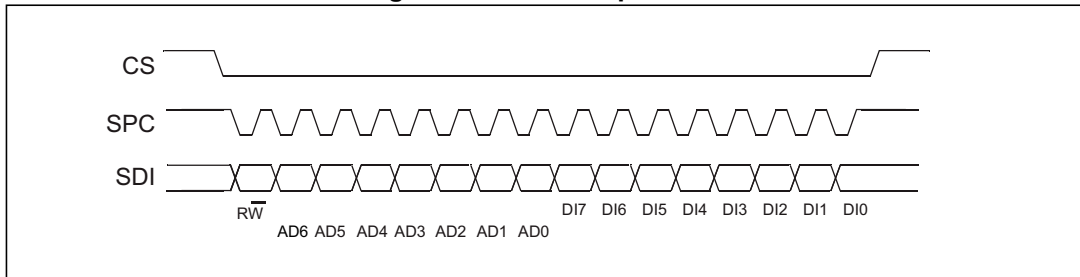 CS
SPC
SDI
RW DI7 DI6 DI5 DI4 DI3 DI2 DI1 DI0
AD6 AD5 AD4 AD3 AD2 AD1 AD0